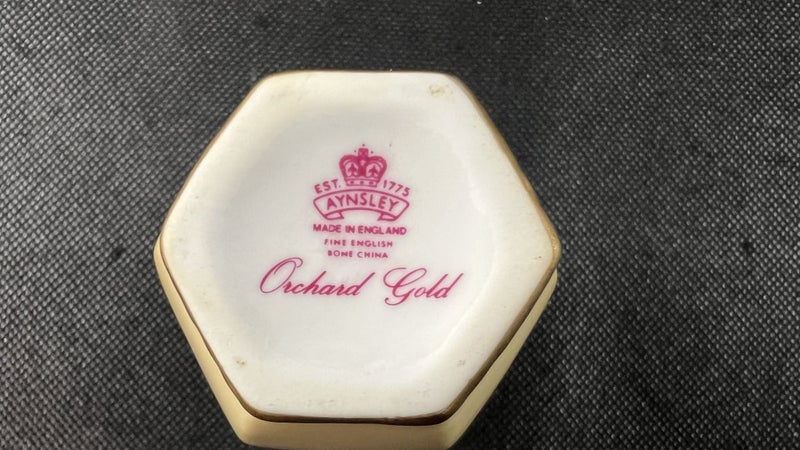 EST. 1775
AYNSLEY
MADE IN ENGLAND
FINE ENGLISH
BONE CHINA
Orchard Gold